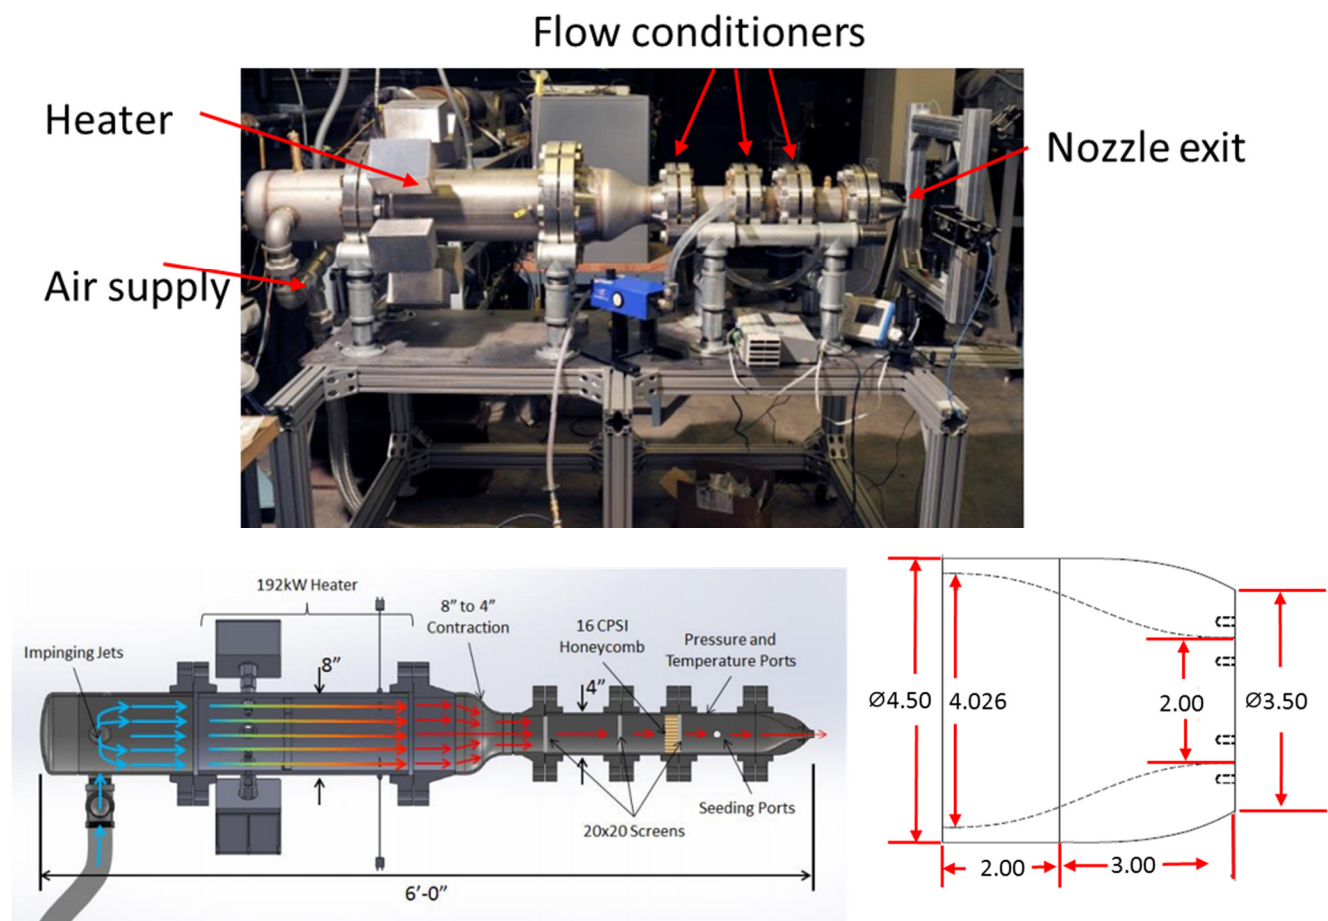 Flow conditioners
Heater
Nozzle exit
Air supply
192kW Heater
8” to 4”
Contraction
16 CPSI
Honeycomb
Pressure and
Temperature Ports
Impinging Jets
8”
4”
Seeding Ports
20x20 Screens
6’-0”
Ø4.50
4.026
2.00
Ø3.50
2.00
3.00